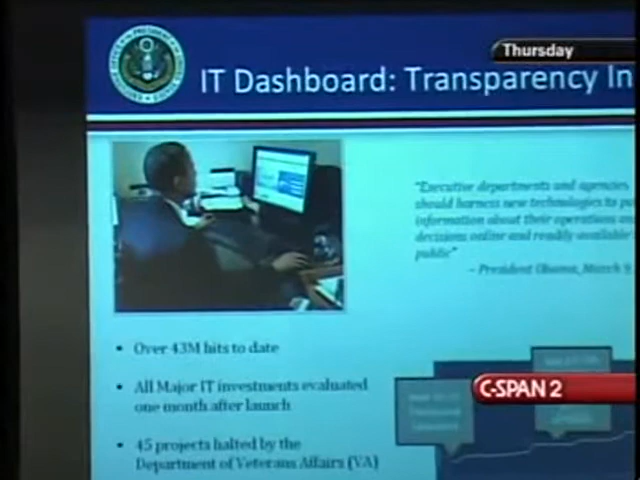 Thursday
IT Dashboard: Transparency In
"Executive departments and agencies
should harness new technologies to pu
information about their operations and
decisions online and readily available
public"
- President Obama, March 9
• Over 43M hits to date
• All Major IT investments evaluated
one month after launch
C-SPAN 2
• 45 projects halted by the
Department of Veterans Affairs (VA)